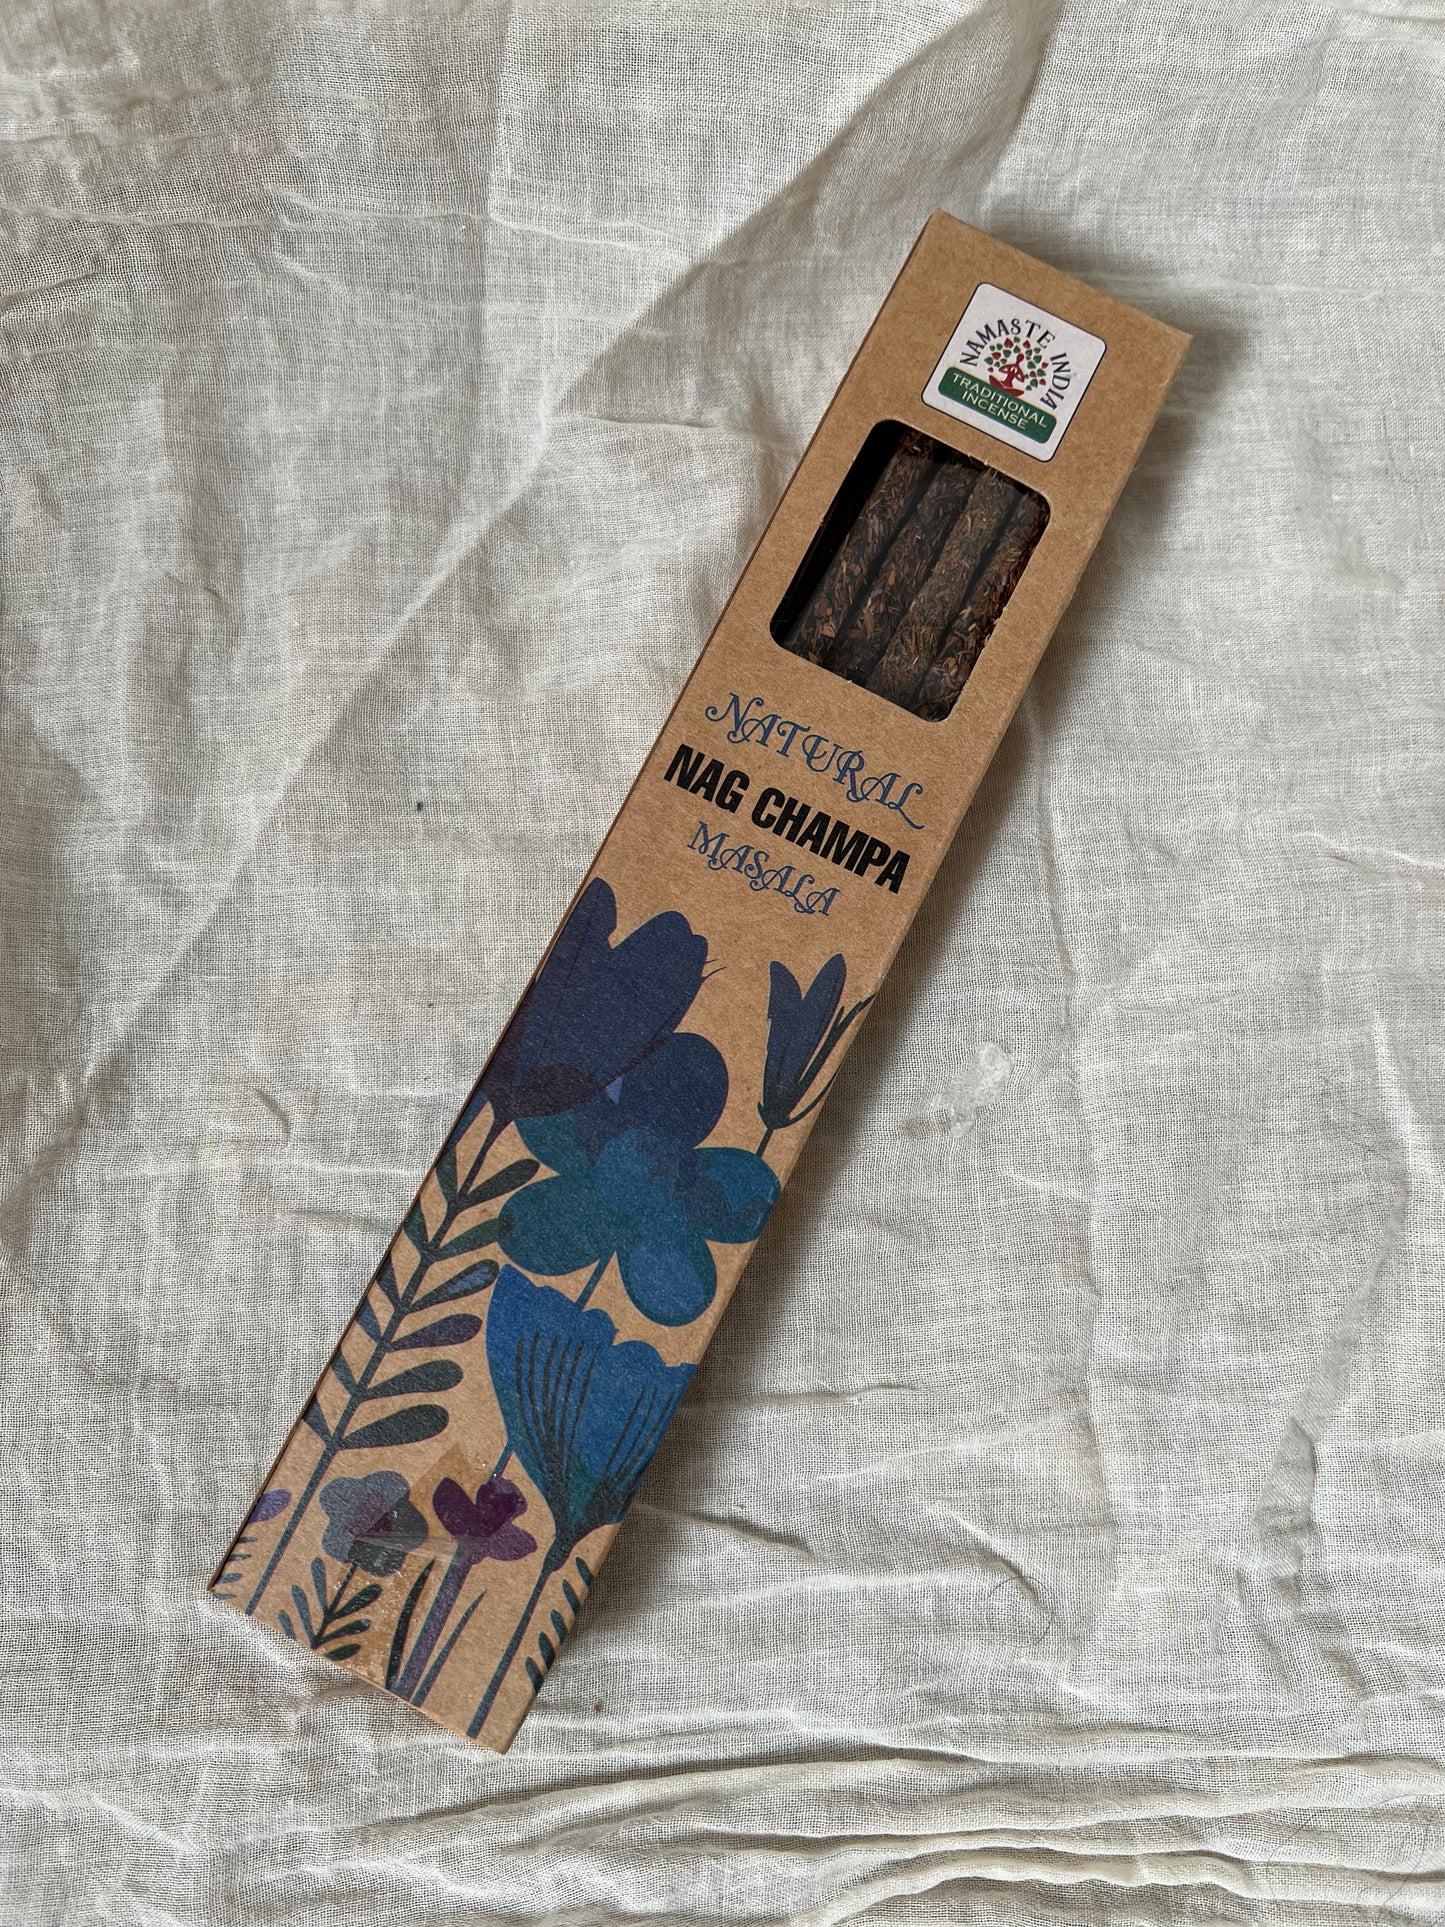 NAMASTE INDIA
TRADITIONAL
INCENSE
NATURAL
NAG CHAMPA
MASALA